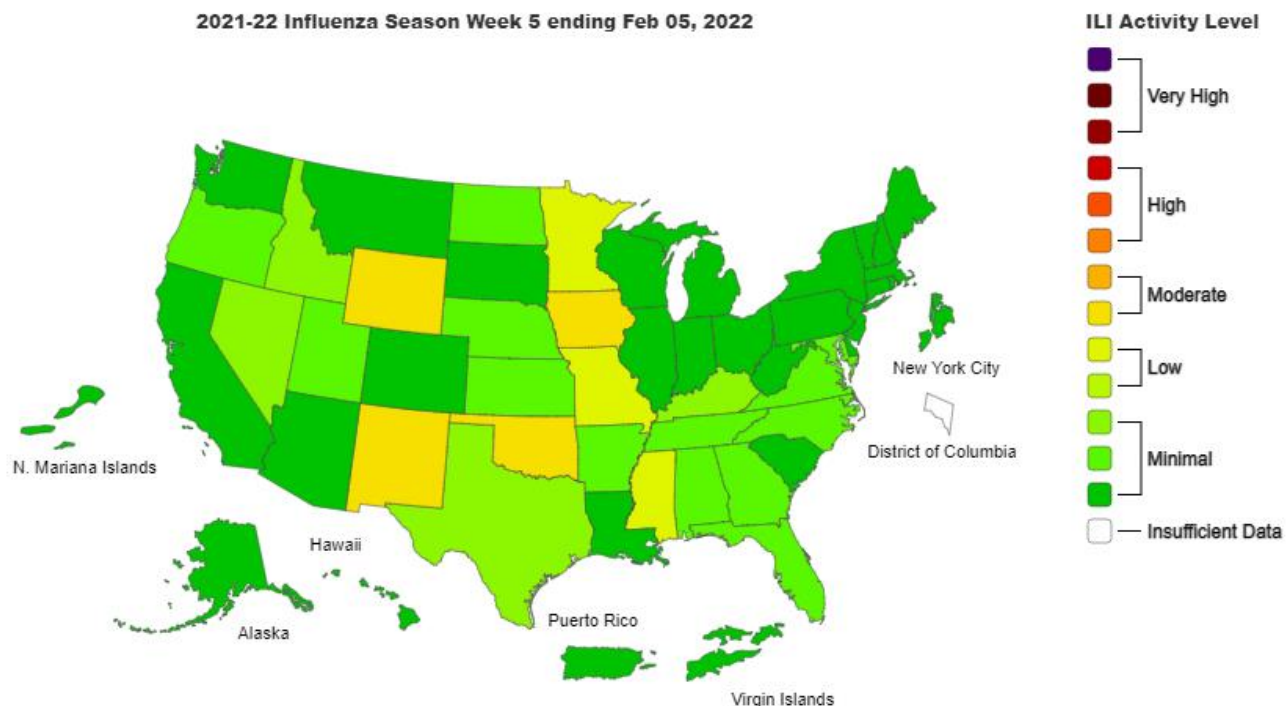 2021-22 Influenza Season Week 5 ending Feb 05, 2022
ILI Activity Level
Very High
High
Moderate
Low
Minimal
Insufficient Data
New York City
District of Columbia
N. Mariana Islands
Hawaii
Alaska
Puerto Rico
Virgin Islands